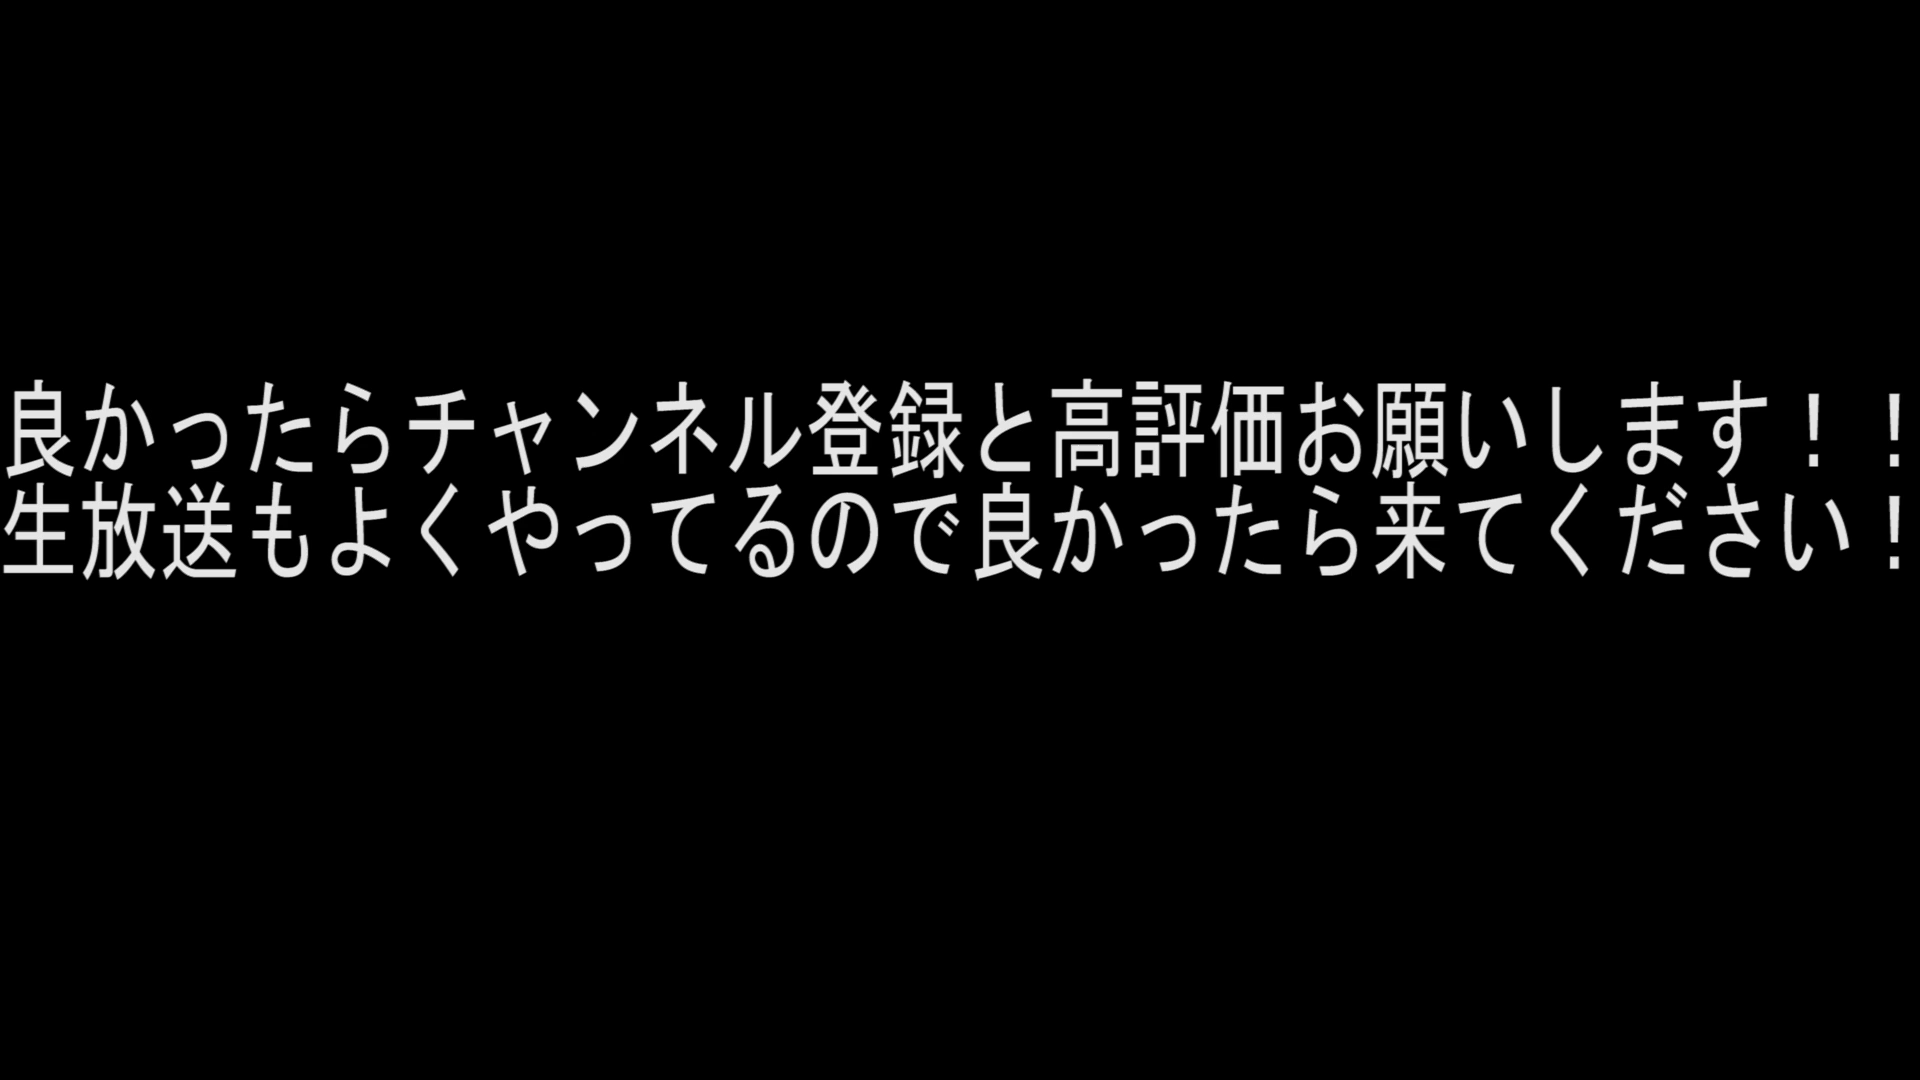 良かったらチャンネル登録と高評価お願いします！！
生放送もよくやってるので良かったら来てください！